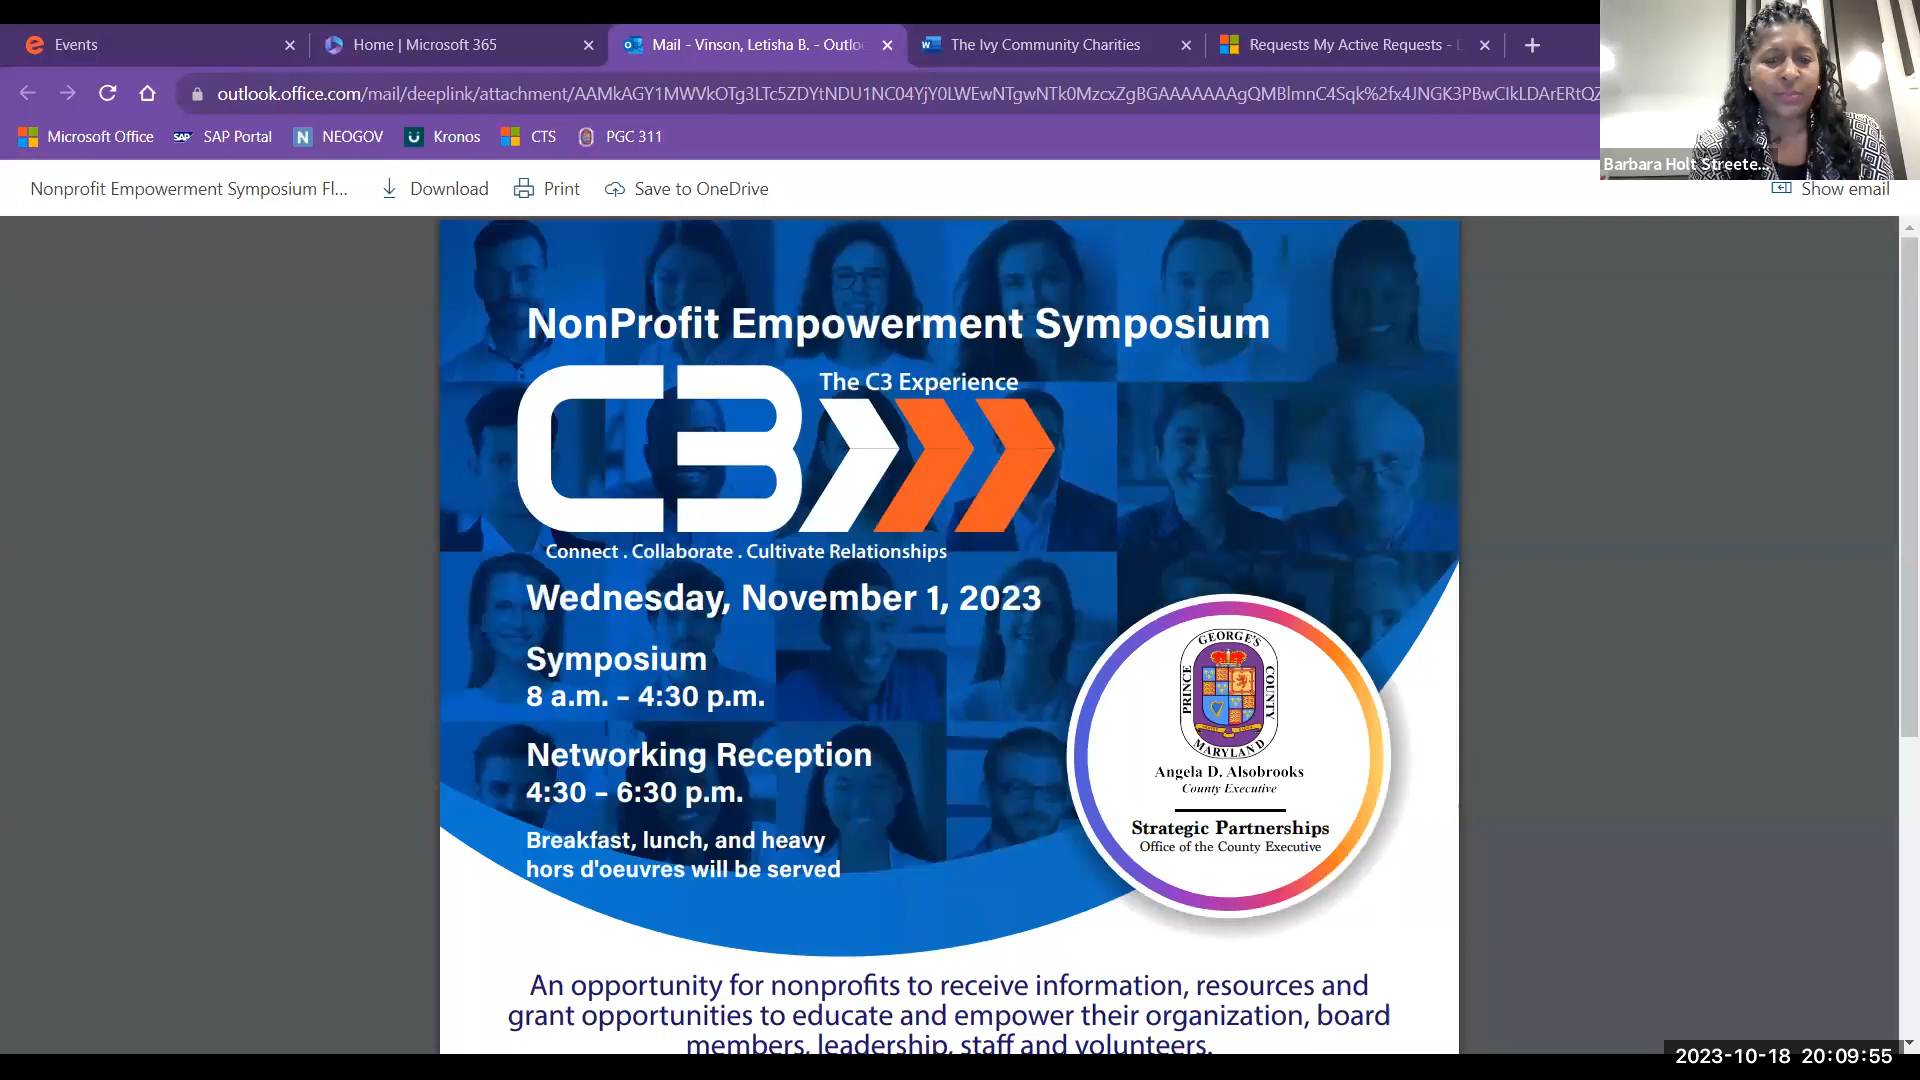 Events
Home | Microsoft 365
Mail - Vinson, Letisha B. - Outlo
The Ivy Community Charities
Requests My Active Requests -
outlook.office.com/mail/deeplink/attachment/
Microsoft Office
SAP Portal
NEOGOV
Kronos
CTS
PGC 311
Barbara Holt Streete...
Nonprofit Empowerment Symposium Fl...
Download
Print
Save to OneDrive
Show email
NonProfit Empowerment Symposium
The C3 Experience
C3
Connect . Collaborate . Cultivate Relationships
Wednesday, November 1, 2023
Symposium
8 a.m. – 4:30 p.m.
Networking Reception
4:30 – 6:30 p.m.
Breakfast, lunch, and heavy
hors d'oeuvres will be served
PRINCE GEORGE'S COUNTY
MARYLAND
Angela D. Alsobrooks
County Executive
Strategic Partnerships
Office of the County Executive
An opportunity for nonprofits to receive information, resources and
grant opportunities to educate and empower their organization, board
members, leadership, staff and volunteers.
2023-10-18 20:09:55